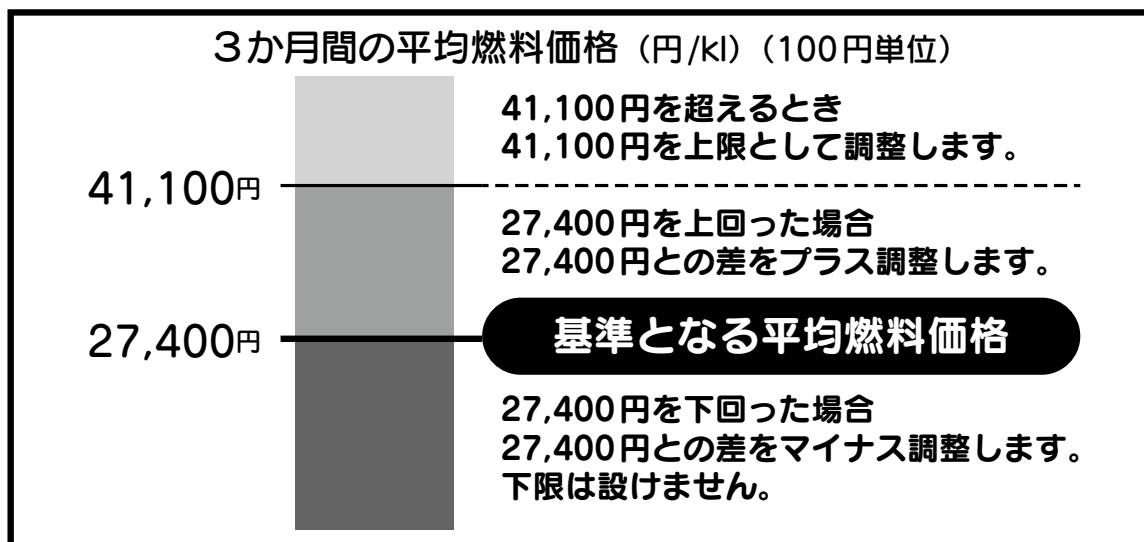 ３か月間の平均燃料価格（円/kl）（100円単位）
41,100円を超えるとき
41,100円を上限として調整します。
41,100円
27,400円を上回った場合
27,400円との差をプラス調整します。
27,400円
基準となる平均燃料価格
27,400円を下回った場合
27,400円との差をマイナス調整します。
下限は設けません。